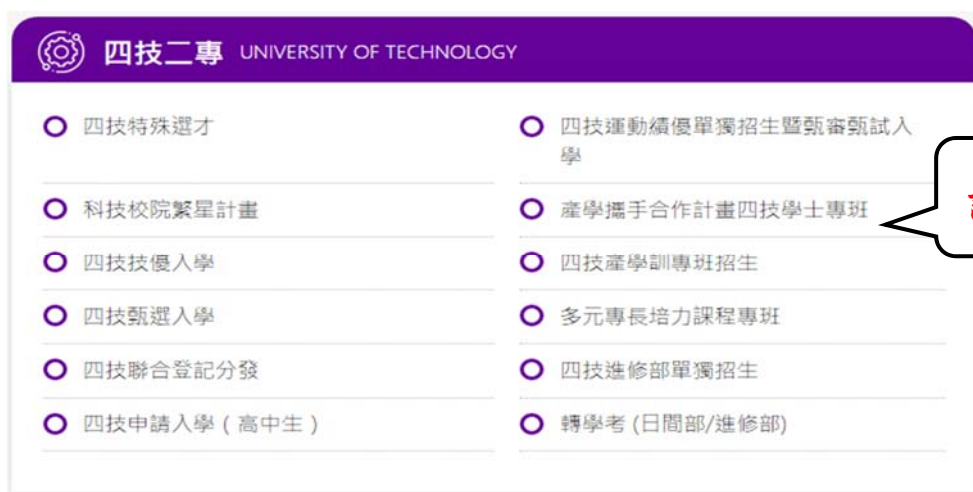 四技二專 UNIVERSITY OF TECHNOLOGY
四技特殊選才
四技運動績優單獨招生暨甄審甄試入
學
科技校院繁星計畫
產學攜手合作計畫四技學士專班
四技技優入學
四技產學訓專班招生
四技甄選入學
多元專長培力課程專班
四技聯合登記分發
四技進修部單獨招生
四技申請入學 ( 高中生 )
轉學考 (日間部/進修部)